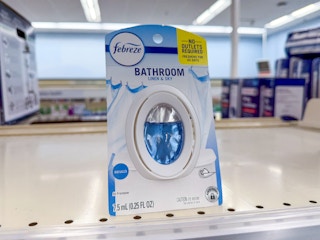 febreze
NO
OUTLETS
REQUIRED
BATHROOM
LINEN & SKY
7.5 mL (0.25 FL OZ)